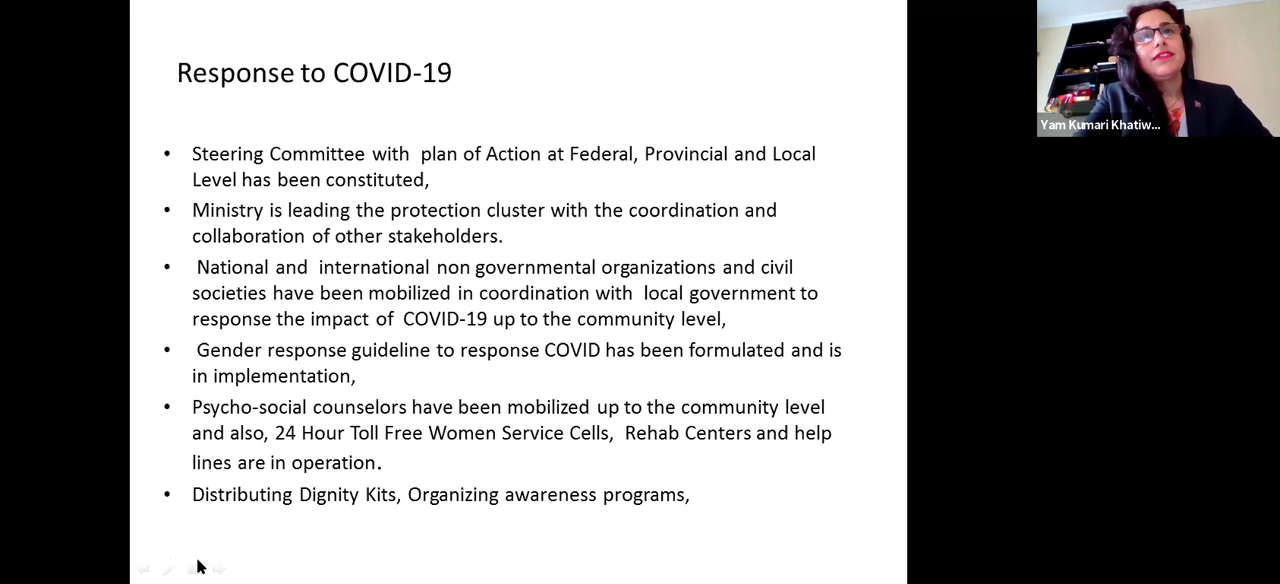 Response to COVID-19
• Steering Committee with plan of Action at Federal, Provincial and Local
Level has been constituted,
• Ministry is leading the protection cluster with the coordination and
collaboration of other stakeholders.
• National and international non governmental organizations and civil
societies have been mobilized in coordination with local government to
response the impact of COVID-19 up to the community level,
• Gender response guideline to response COVID has been formulated and is
in implementation,
• Psycho-social counselors have been mobilized up to the community level
and also, 24 Hour Toll Free Women Service Cells, Rehab Centers and help
lines are in operation.
• Distributing Dignity Kits, Organizing awareness programs,
Yam Kumari Khatiw...